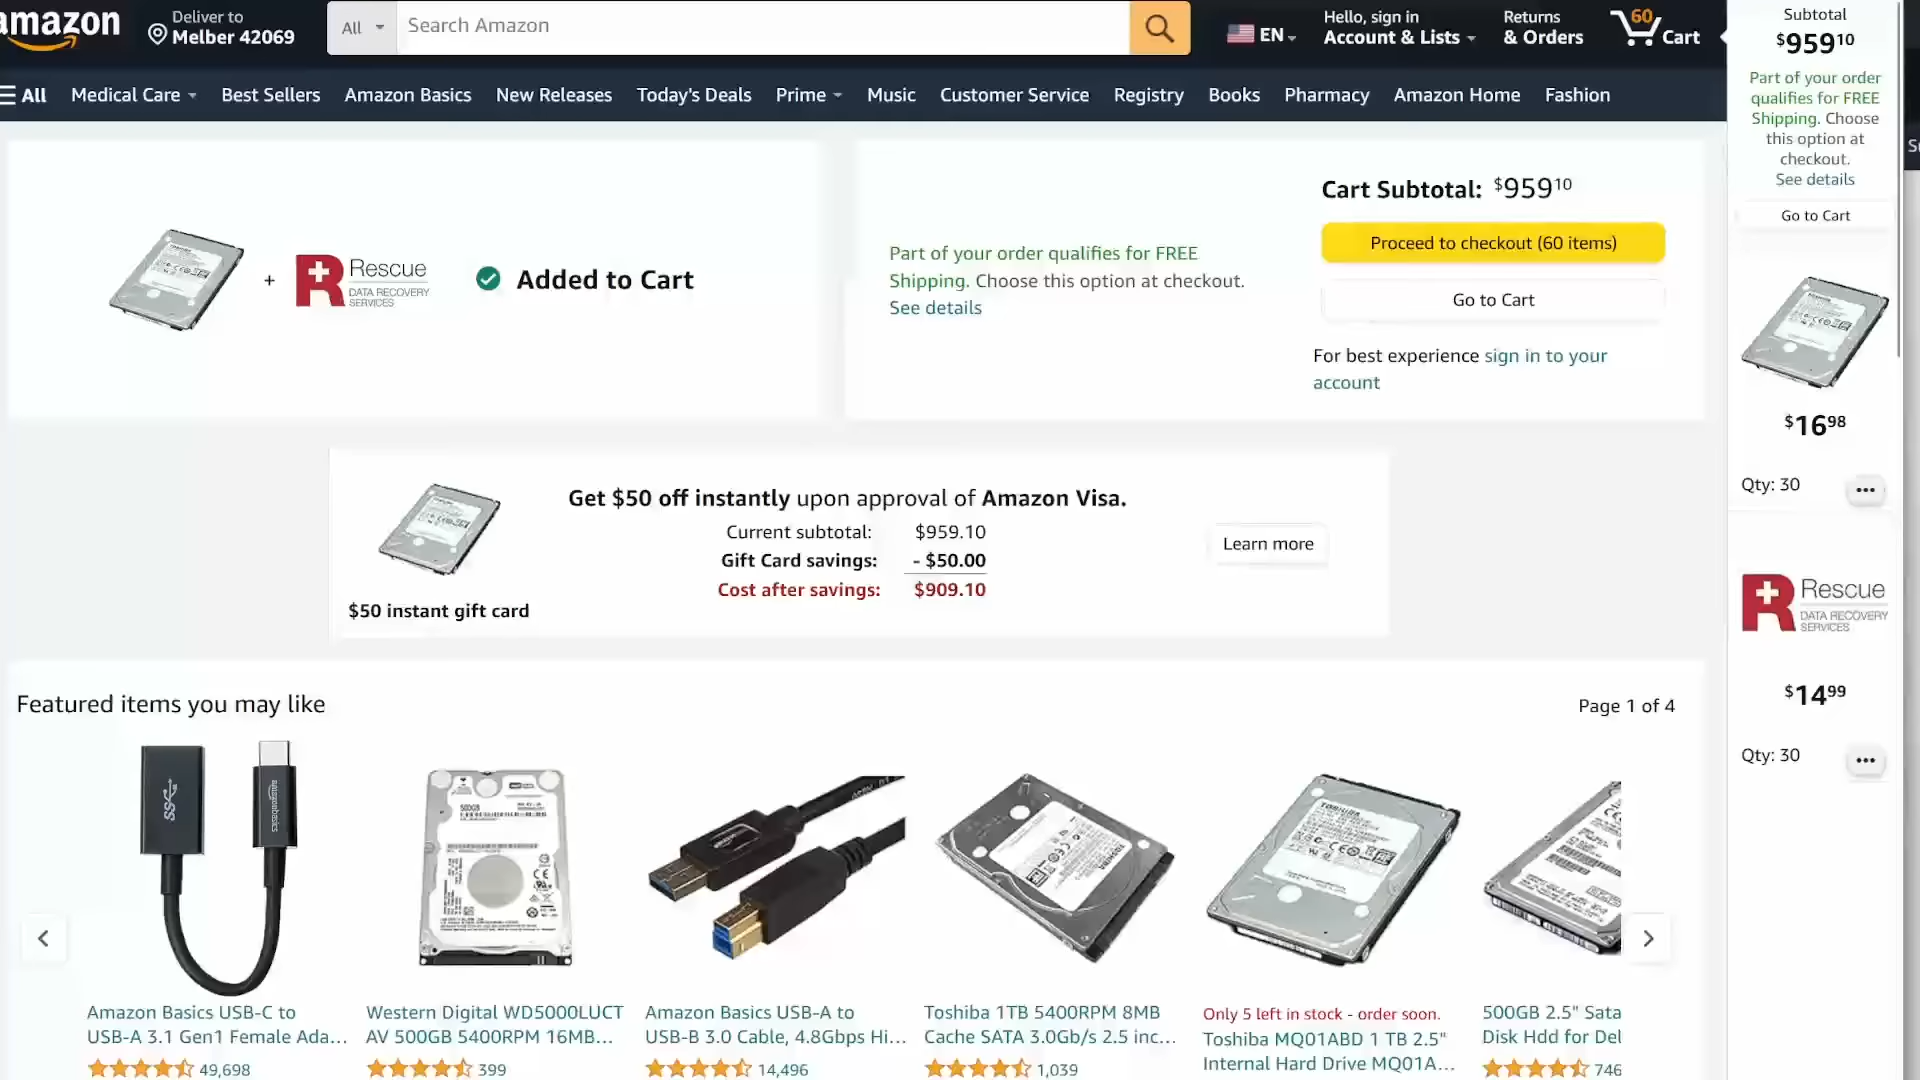 amazon
Deliver to
Melber 42069
All
Search Amazon
EN
Hello, sign in
Account & Lists
Returns
& Orders
60
Cart
All
Medical Care
Best Sellers
Amazon Basics
New Releases
Today's Deals
Prime
Music
Customer Service
Registry
Books
Pharmacy
Amazon Home
Fashion
+
Rescue
DATA RECOVERY
SERVICES
Added to Cart
Part of your order qualifies for FREE
Shipping. Choose this option at checkout.
See details
Cart Subtotal: $95910
Proceed to checkout (60 items)
Go to Cart
For best experience sign in to your
account
$50 instant gift card
Get $50 off instantly upon approval of Amazon Visa.
Current subtotal: $959.10
Gift Card savings: - $50.00
Cost after savings: $909.10
Learn more
Featured items you may like
Page 1 of 4
Amazon Basics USB-C to
USB-A 3.1 Gen1 Female Ada...
49,698
Western Digital WD5000LUCT
AV 500GB 5400RPM 16MB...
399
Amazon Basics USB-A to
USB-B 3.0 Cable, 4.8Gbps Hi...
14,496
Toshiba 1TB 5400RPM 8MB
Cache SATA 3.0Gb/s 2.5 inc...
1,039
Only 5 left in stock - order soon.
Toshiba MQ01ABD 1 TB 2.5"
Internal Hard Drive MQ01A...
500GB 2.5" Sata
Disk Hdd for Del
746
Subtotal
$95910
Part of your order
qualifies for FREE
Shipping. Choose
this option at
checkout.
See details
Go to Cart
$1698
Qty: 30
Rescue
DATA RECOVERY
SERVICES
$1499
Qty: 30